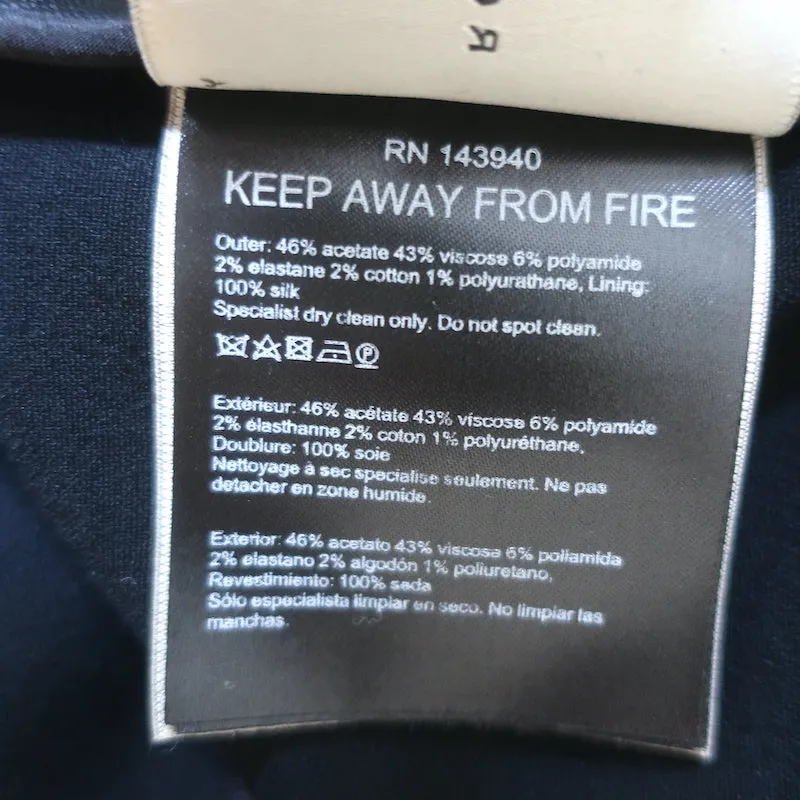 R
RN 143940
KEEP AWAY FROM FIRE
Outer: 46% acetate 43% viscose 6% polyamide
2% elastane 2% cotton 1% polyurathane, Lining:
100% silk
Specialist dry clean only. Do not spot clean.
P
Extérieur: 46% acétate 43% viscose 6% polyamide
2% élasthanne 2% coton 1% polyuréthane,
Doublure: 100% soie
Nettoyage à sec specialise seulement. Ne pas
detacher en zone humide.
Exterior: 46% acetato 43% viscosa 6% poliamida
2% elastano 2% algodón 1% poliuretano,
Revestimiento: 100% seda
Sólo especialista limpiar en seco. No limpiar las
manchas.